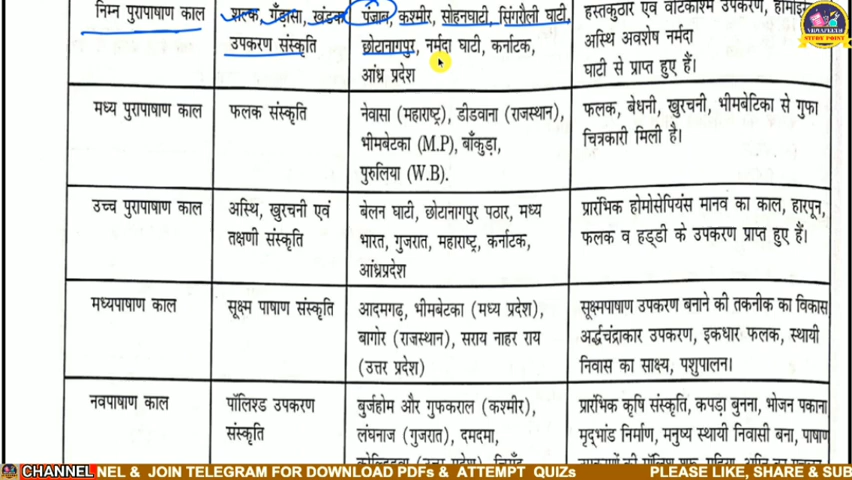 निम्न पुरापाषाण काल
शल्क, गँड़ासा, खंडक
उपकरण संस्कृति
पंजाब, कश्मीर, सोहनघाटी, सिंगरौली घाटी,
छोटानागपुर, नर्मदा घाटी, कर्नाटक,
आंध्र प्रदेश
हस्तकुठार एवं वाटिकाश्म उपकरण,
अस्थि अवशेष नर्मदा
घाटी से प्राप्त हुए हैं।
STUDY POINT
मध्य पुरापाषाण काल
फलक संस्कृति
नेवासा (महाराष्ट्र), डीडवाना (राजस्थान),
भीमबेटका (M.P), बाँकुड़ा,
पुरुलिया (W.B).
फलक, बेधनी, खुरचनी, भीमबेटिका से गुफा
चित्रकारी मिली है।
उच्च पुरापाषाण काल
अस्थि, खुरचनी एवं
तक्षणी संस्कृति
बेलन घाटी, छोटानागपुर पठार, मध्य
भारत, गुजरात, महाराष्ट्र, कर्नाटक,
आंध्रप्रदेश
प्रारंभिक होमोसेपियंस मानव का काल, हारपून,
फलक व हड्डी के उपकरण प्राप्त हुए हैं।
मध्यपाषाण काल
सूक्ष्म पाषाण संस्कृति
आदमगढ़, भीमबेटका (मध्य प्रदेश),
बागोर (राजस्थान), सराय नाहर राय
(उत्तर प्रदेश)
सूक्ष्मपाषाण उपकरण बनाने की तकनीक का विकास
अर्द्धचंद्राकार उपकरण, इकधार फलक, स्थायी
निवास का साक्ष्य, पशुपालन।
नवपाषाण काल
पॉलिश्ड उपकरण
संस्कृति
बुर्जहोम और गुफकराल (कश्मीर),
लंघनाज (गुजरात), दमदमा,
प्रारंभिक कृषि संस्कृति, कपड़ा बुनना, भोजन पकाना
मृद्भांड निर्माण, मनुष्य स्थायी निवासी बना, पाषाण
CHANNEL NEL & JOIN TELEGRAM FOR DOWNLOAD PDFs & ATTEMPT QUIZs PLEASE LIKE, SHARE & SUB